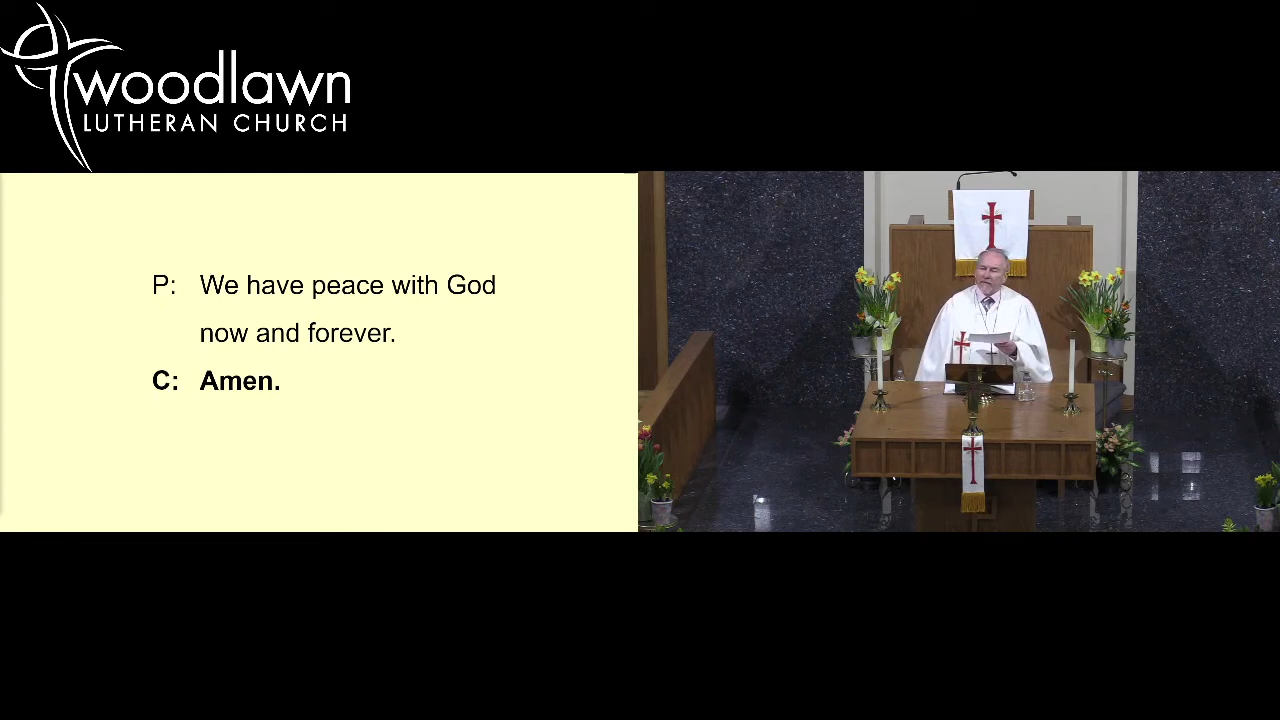 woodlawn
LUTHERAN CHURCH
P: We have peace with God
now and forever.
C: Amen.